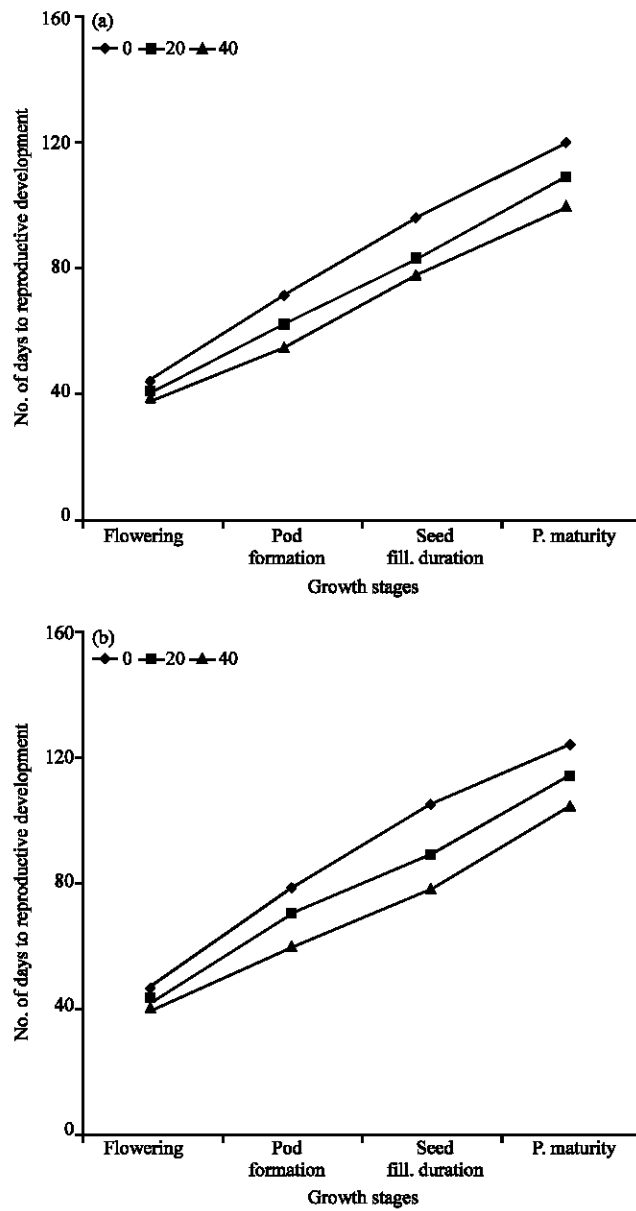 (a)
0 20 40
160
120
80
40
0
No. of days to reproductive development
Flowering Pod formation Seed fill. duration P. maturity
Growth stages
(b)
0 20 40
160
120
80
40
0
No. of days to reproductive development
Flowering Pod formation Seed fill. duration P. maturity
Growth stages